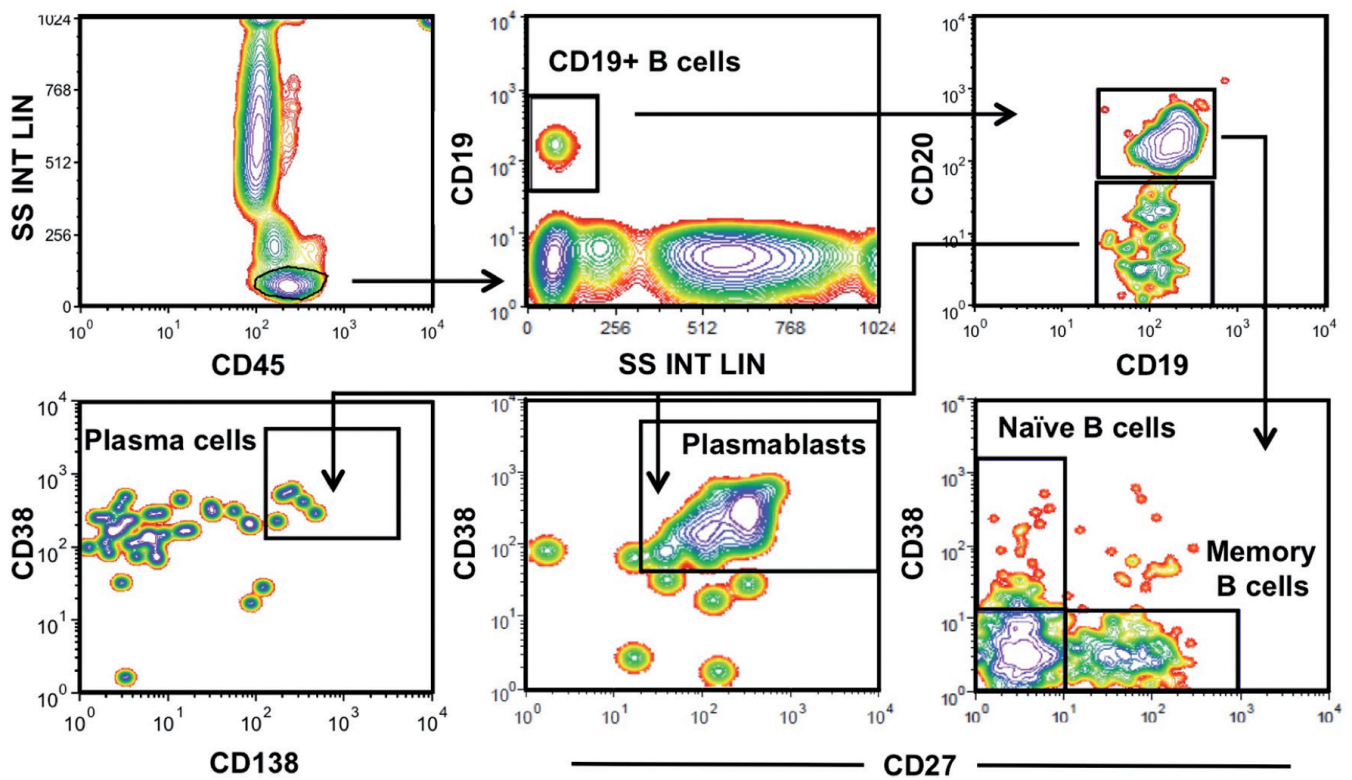 1024
768
512
256
0
SS INT LIN
10^0 10^1 10^2 10^3 10^4
CD45
10^4
10^3
10^2
10^1
10^0
CD19
CD19+ B cells
0 256 512 768 1024
SS INT LIN
10^4
10^3
10^2
10^1
10^0
CD20
10^0 10^1 10^2 10^3 10^4
CD19
10^4
10^3
10^2
10^1
10^0
CD38
Plasma cells
10^0 10^1 10^2 10^3 10^4
CD138
10^4
10^3
10^2
10^1
10^0
CD38
Plasmablasts
10^0 10^1 10^2 10^3 10^4
10^4
10^3
10^2
10^1
10^0
CD38
Naïve B cells
Memory
B cells
10^0 10^1 10^2 10^3 10^4
CD27